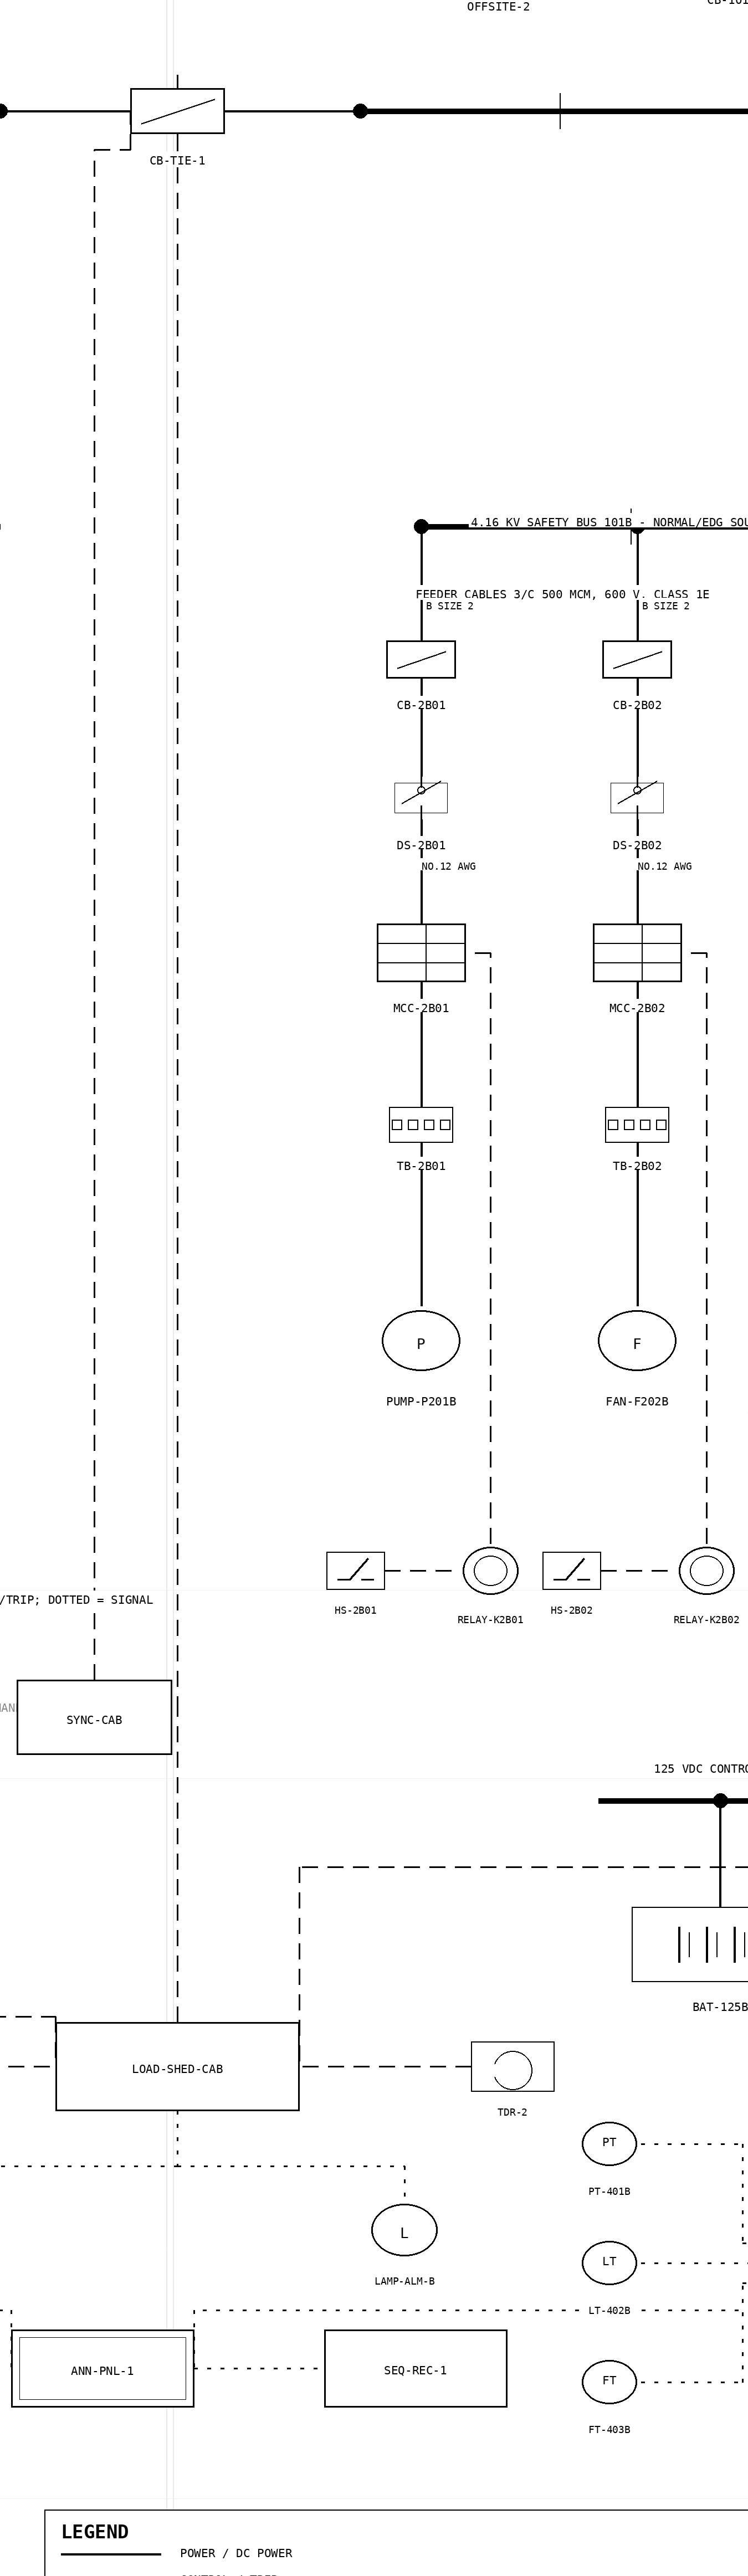 OFFSITE-2
CB-TIE-1
4.16 KV SAFETY BUS 101B - NORMAL/EDG SOU
FEEDER CABLES 3/C 500 MCM, 600 V. CLASS 1E
B SIZE 2
B SIZE 2
CB-2B01
CB-2B02
DS-2B01
DS-2B02
NO.12 AWG
NO.12 AWG
MCC-2B01
MCC-2B02
TB-2B01
TB-2B02
P
F
PUMP-P201B
FAN-F202B
/TRIP; DOTTED = SIGNAL
HS-2B01
RELAY-K2B01
HS-2B02
RELAY-K2B02
SYNC-CAB
125 VDC CONTRO
BAT-125B
LOAD-SHED-CAB
TDR-2
PT
PT-401B
L
LT
LAMP-ALM-B
LT-402B
ANN-PNL-1
SEQ-REC-1
FT
FT-403B
LEGEND
POWER / DC POWER